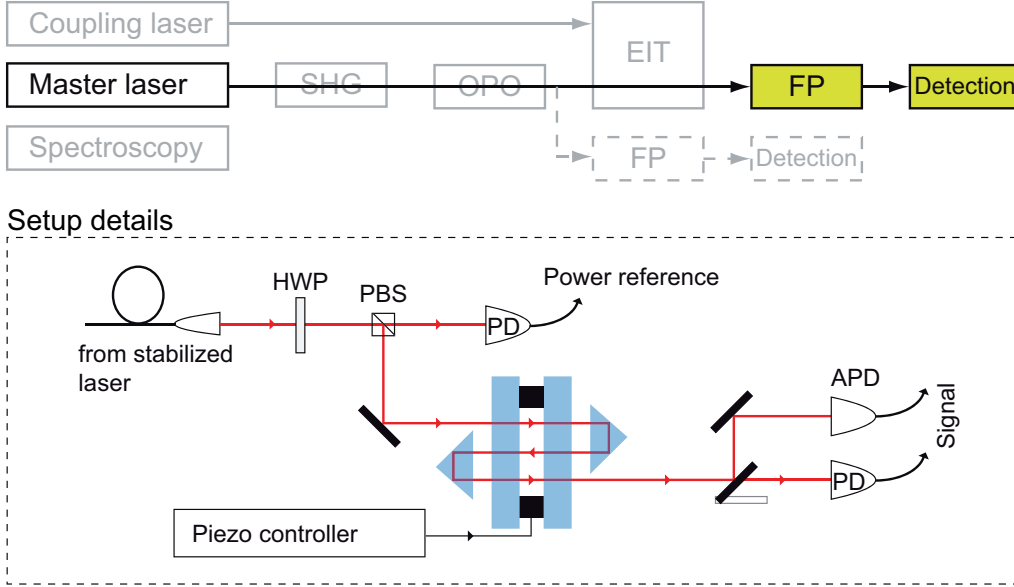 Coupling laser
EIT
Master laser
SHG
OPO
FP
Detection
Spectroscopy
FP
Detection
Setup details
HWP
PBS
Power reference
PD
from stabilized
laser
APD
Signal
PD
Piezo controller